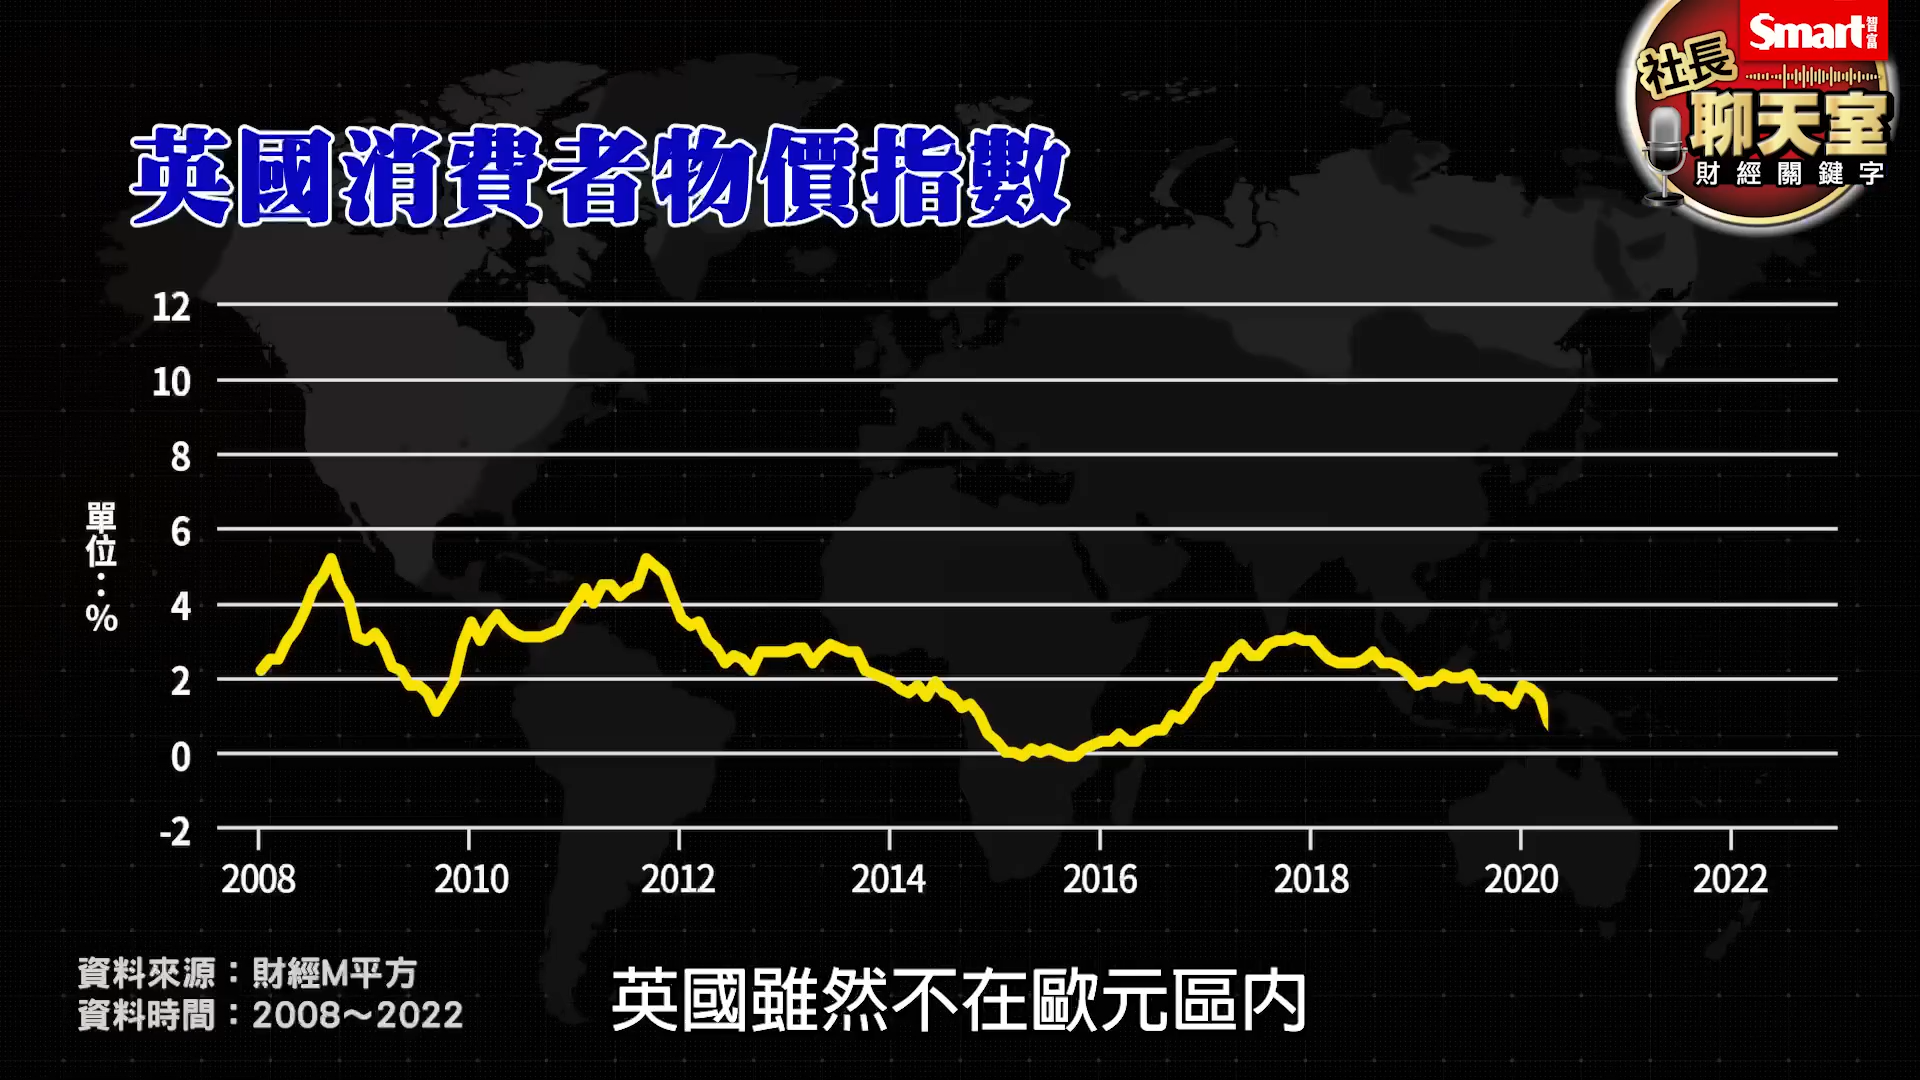 Smart智富
社長
聊天室
財經關鍵字
英國消費者物價指數
單位：%
12
10
8
6
4
2
0
-2
2008 2010 2012 2014 2016 2018 2020 2022
資料來源：財經M平方
資料時間：2008～2022
英國雖然不在歐元區內